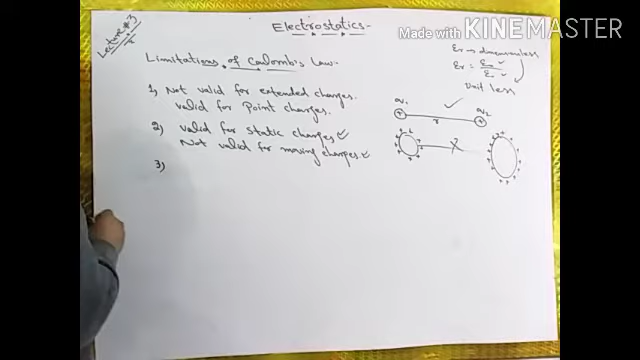 Lecture #3
Electrostatics-
Made with KINEMASTER
Limitations of Coulomb's Law-
εr → dimensionless
εr = εm / ε₀
Unit less
1) Not valid for extended charges.
valid for Point charges.
q1
q2
r
2) valid for static charges ✓
Not valid for moving charges ✓
3)